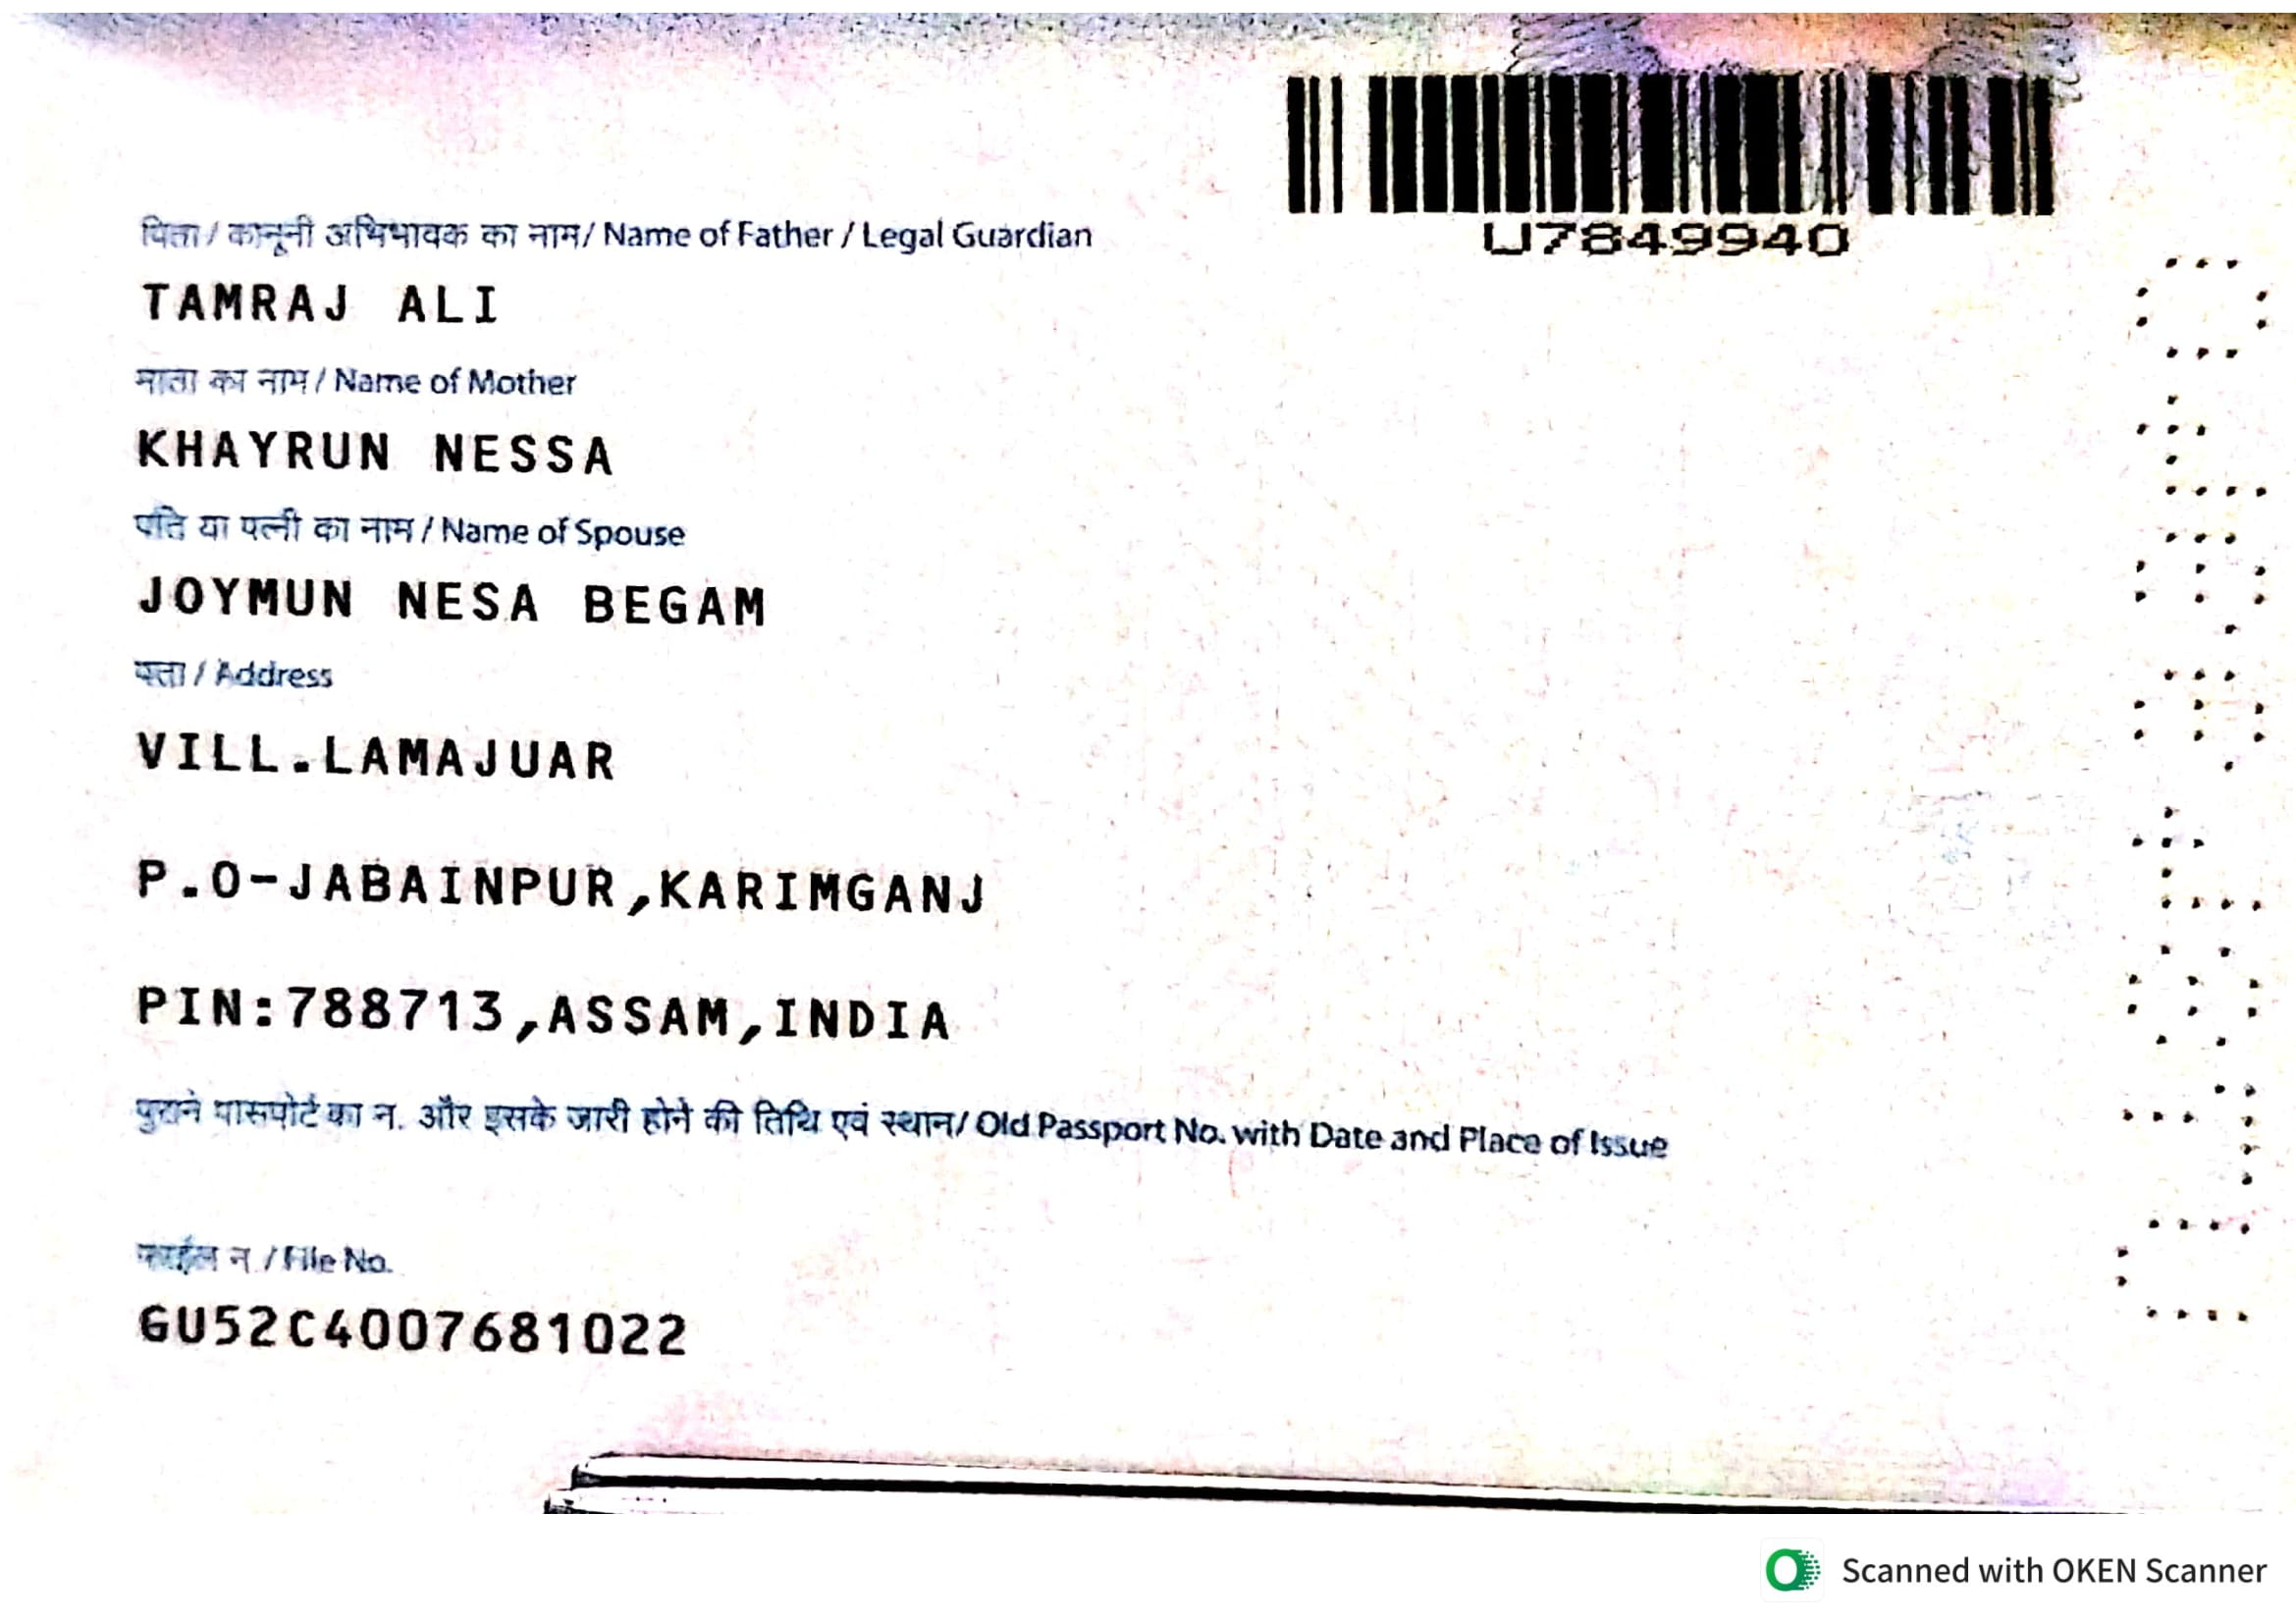 U7849940
पिता / कानूनी अभिभावक का नाम / Name of Father / Legal Guardian
TAMRAJ ALI
माता का नाम / Name of Mother
KHAYRUN NESSA
पति या पत्नी का नाम / Name of Spouse
JOYMUN NESA BEGAM
पता / Address
VILL.LAMAJUAR
P.O-JABAINPUR,KARIMGANJ
PIN:788713,ASSAM,INDIA
पुराने पासपोर्ट का न. और इसके जारी होने की तिथि एवं स्थान/ Old Passport No. with Date and Place of Issue
फाईल न / File No.
GU52C4007681022
Scanned with OKEN Scanner